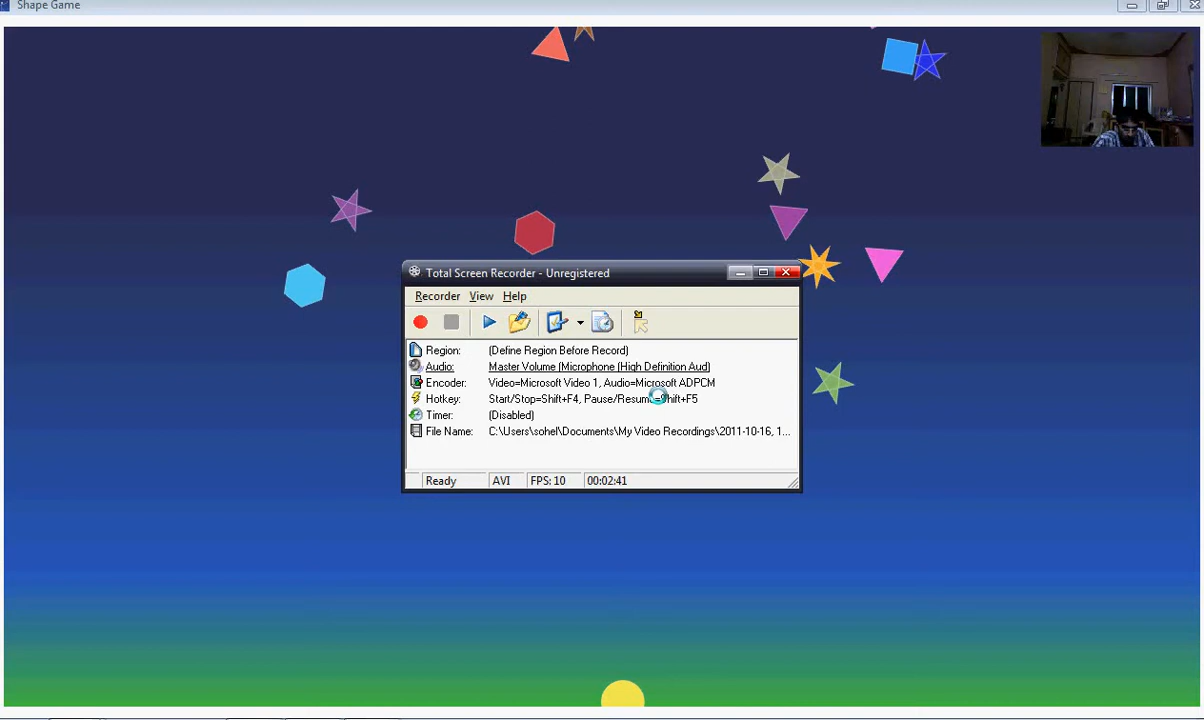 Shape Game
Total Screen Recorder - Unregistered
Recorder View Help
Region: (Define Region Before Record)
Audio: Master Volume (Microphone (High Definition Aud)
Encoder: Video=Microsoft Video 1, Audio=Microsoft ADPCM
Hotkey: Start/Stop=Shift+F4, Pause/Resume=Shift+F5
Timer: (Disabled)
File Name: C:\Users\sohel\Documents\My Video Recordings\2011-10-16, 1...
Ready AVI FPS: 10 00:02:41